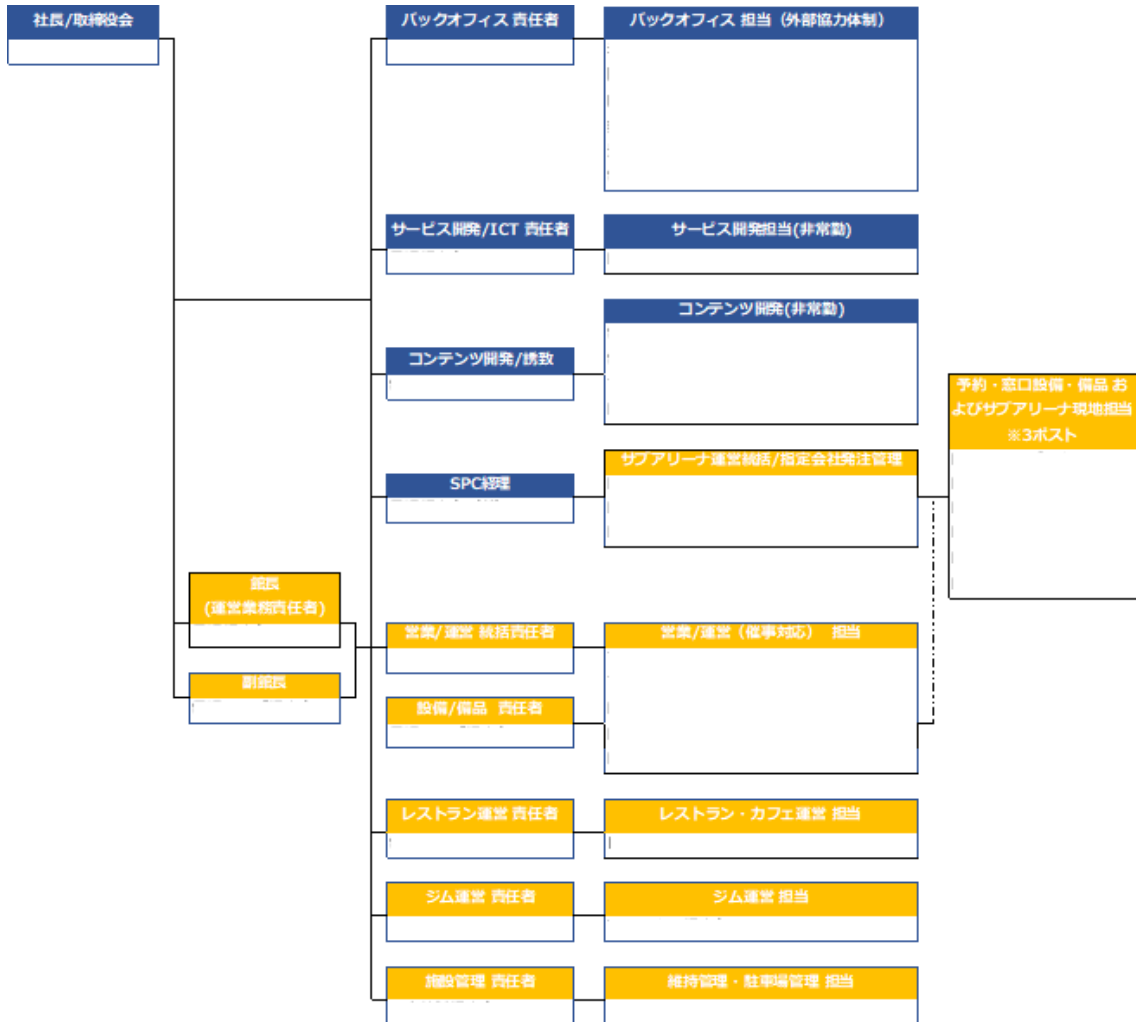 社長/取締役会
バックオフィス 責任者
バックオフィス 担当（外部協力体制）
サービス開発/ICT 責任者
サービス開発担当(非常勤)
コンテンツ開発(非常勤)
コンテンツ開発/誘致
予約・窓口設備・備品 お
よびサブアリーナ現地担当
※3ポスト
サブアリーナ運営統括/指定会社発注管理
SPC経理
館長
(運営業務責任者)
営業/運営 統括責任者
営業/運営（催事対応） 担当
副館長
設備/備品 責任者
レストラン運営 責任者
レストラン・カフェ運営 担当
ジム運営 責任者
ジム運営 担当
施設管理 責任者
維持管理・駐車場管理 担当